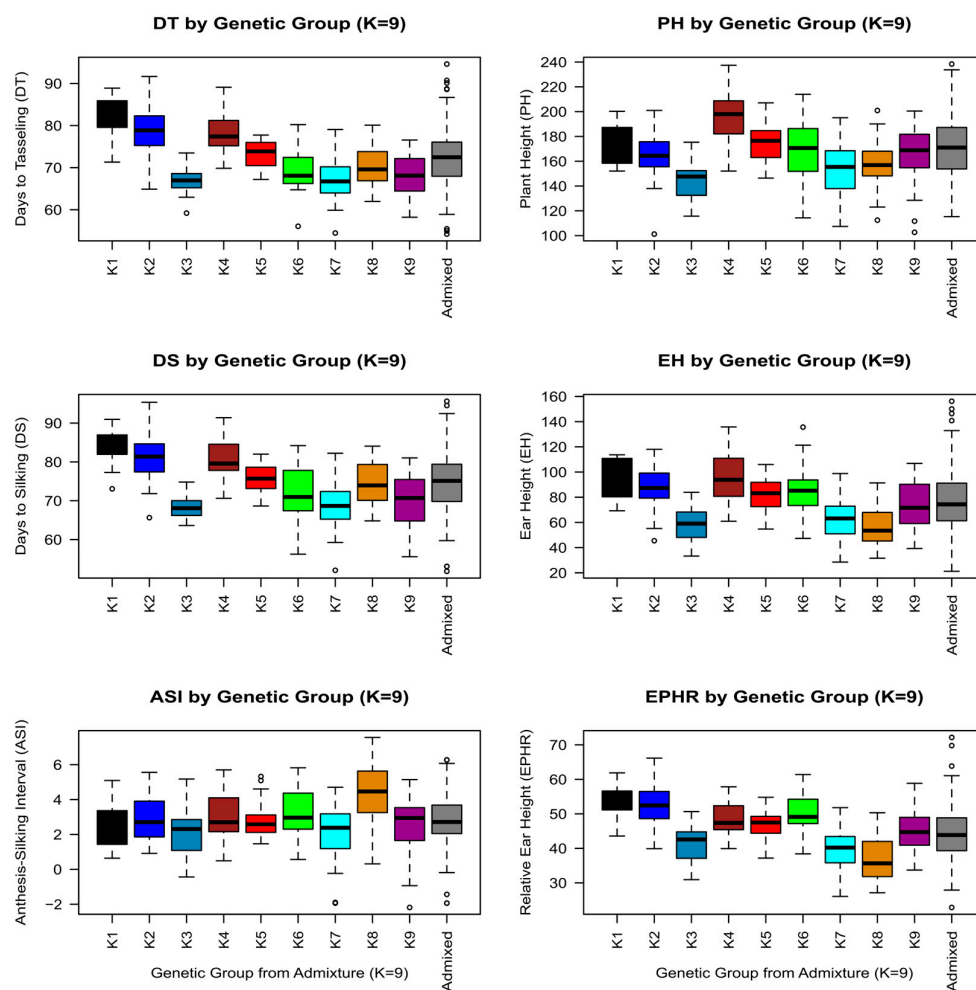 DT by Genetic Group (K=9)
Days to Tasseling (DT)
90
80
70
60
K1
K2
K3
K4
K5
K6
K7
K8
K9
Admixed
PH by Genetic Group (K=9)
Plant Height (PH)
240
220
200
180
160
140
120
100
K1
K2
K3
K4
K5
K6
K7
K8
K9
Admixed
DS by Genetic Group (K=9)
Days to Silking (DS)
90
80
70
60
K1
K2
K3
K4
K5
K6
K7
K8
K9
Admixed
EH by Genetic Group (K=9)
Ear Height (EH)
160
140
120
100
80
60
40
20
K1
K2
K3
K4
K5
K6
K7
K8
K9
Admixed
ASI by Genetic Group (K=9)
Anthesis-Silking Interval (ASI)
6
4
2
0
−2
K1
K2
K3
K4
K5
K6
K7
K8
K9
Admixed
Genetic Group from Admixture (K=9)
EPHR by Genetic Group (K=9)
Relative Ear Height (EPHR)
70
60
50
40
30
K1
K2
K3
K4
K5
K6
K7
K8
K9
Admixed
Genetic Group from Admixture (K=9)